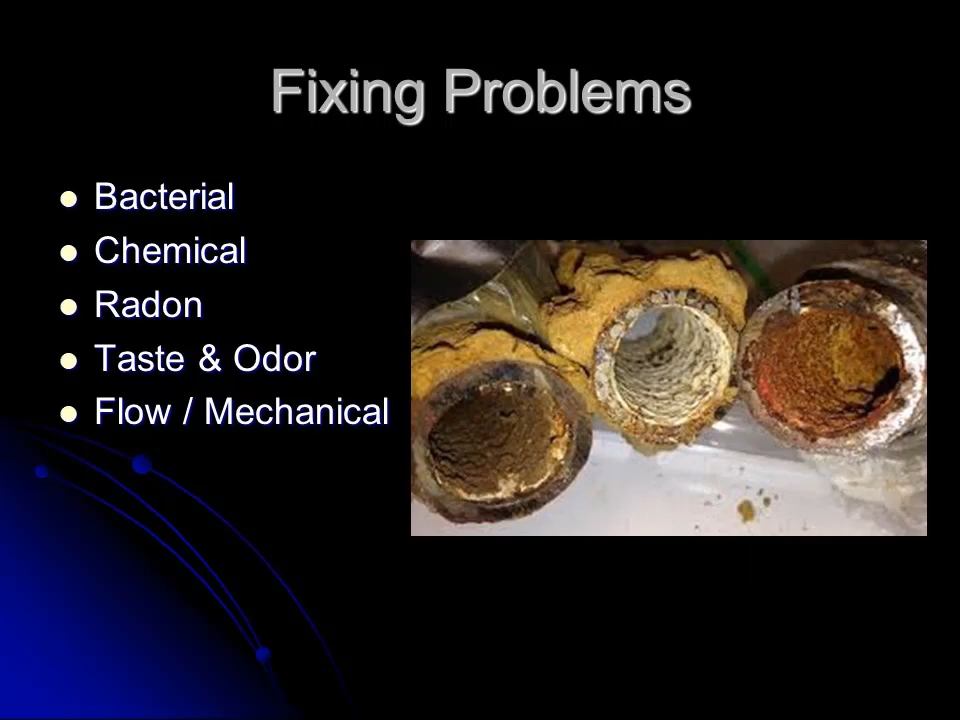 Fixing Problems
Bacterial
Chemical
Radon
Taste & Odor
Flow / Mechanical